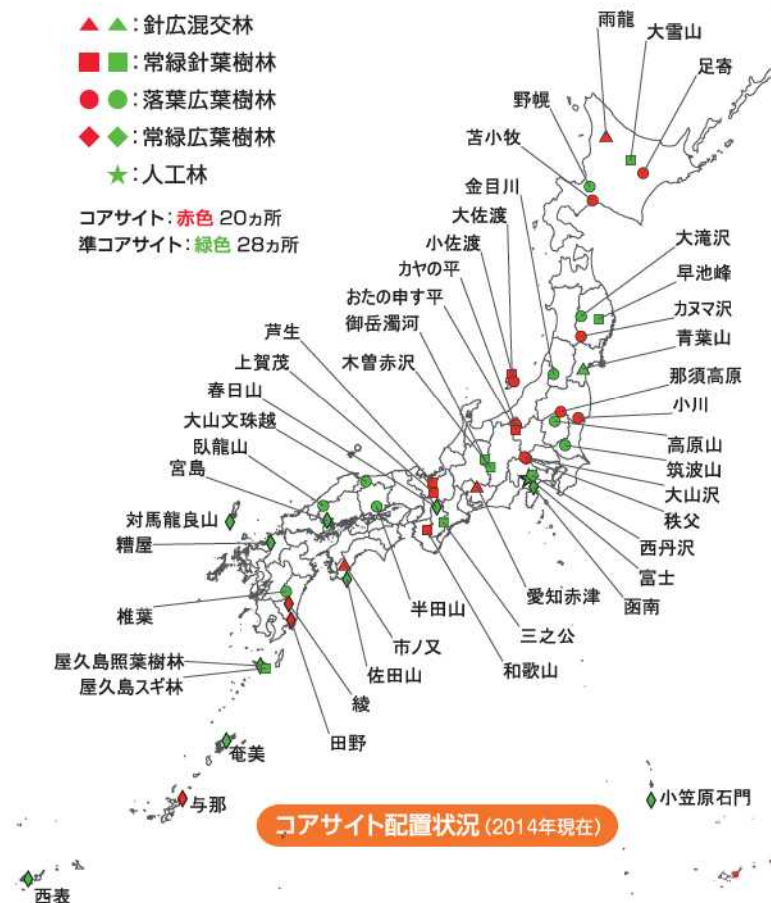 ▲▲：針広混交林
■■：常緑針葉樹林
●●：落葉広葉樹林
◆◆：常緑広葉樹林
★：人工林
コアサイト：赤色 20ヵ所
準コアサイト：緑色 28ヵ所
雨龍
大雪山
足寄
野幌
苫小牧
金目川
大佐渡
小佐渡
カヤの平
おたの申す平
御岳濁河
木曽赤沢
芦生
上賀茂
春日山
大山文珠越
臥龍山
宮島
対馬龍良山
糟屋
椎葉
屋久島照葉樹林
屋久島スギ林
奄美
与那
西表
大滝沢
早池峰
カヌマ沢
青葉山
那須高原
小川
高原山
筑波山
大山沢
秩父
西丹沢
富士
函南
愛知赤津
三之公
和歌山
半田山
市ノ又
佐田山
綾
田野
小笠原石門
コアサイト配置状況（2014年現在）